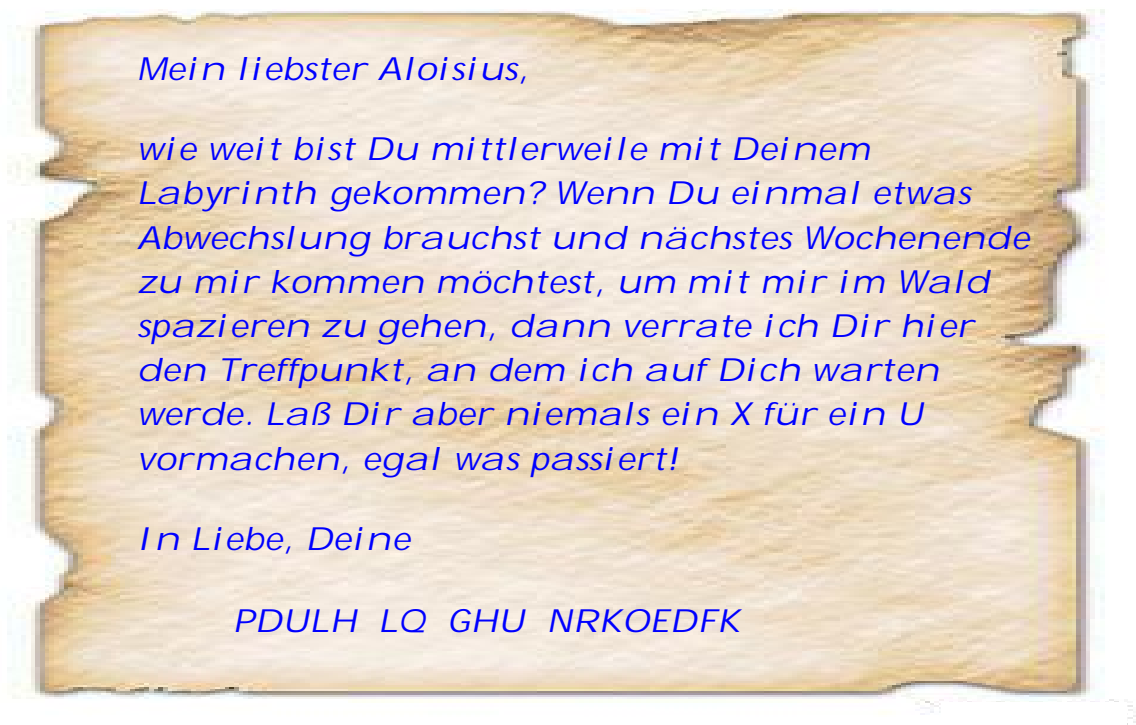 Mein liebster Aloisius,
wie weit bist Du mittlerweile mit Deinem
Labyrinth gekommen? Wenn Du einmal etwas
Abwechslung brauchst und nächstes Wochenende
zu mir kommen möchtest, um mit mir im Wald
spazieren zu gehen, dann verrate ich Dir hier
den Treffpunkt, an dem ich auf Dich warten
werde. Laß Dir aber niemals ein X für ein U
vormachen, egal was passiert!
In Liebe, Deine
PDULH LQ GHU NRKOEDFK